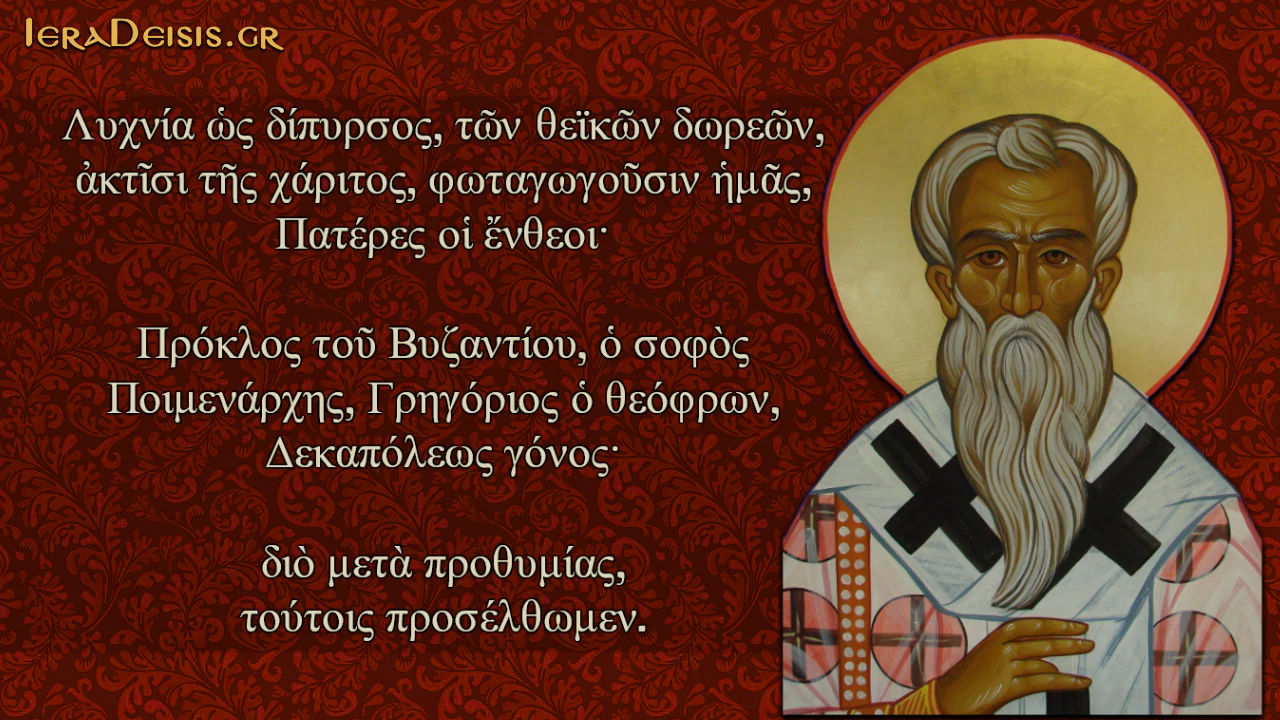 IERADEISIS.GR
Λυχνία ὡς δίπυρσος, τῶν θεϊκῶν δωρεῶν,
ἀκτῖσι τῆς χάριτος, φωταγωγοῦσιν ἡμᾶς,
Πατέρες οἱ ἔνθεοι·
Πρόκλος τοῦ Βυζαντίου, ὁ σοφὸς
Ποιμενάρχης, Γρηγόριος ὁ θεόφρων,
Δεκαπόλεως γόνος·
διὸ μετὰ προθυμίας,
τούτοις προσέλθωμεν.